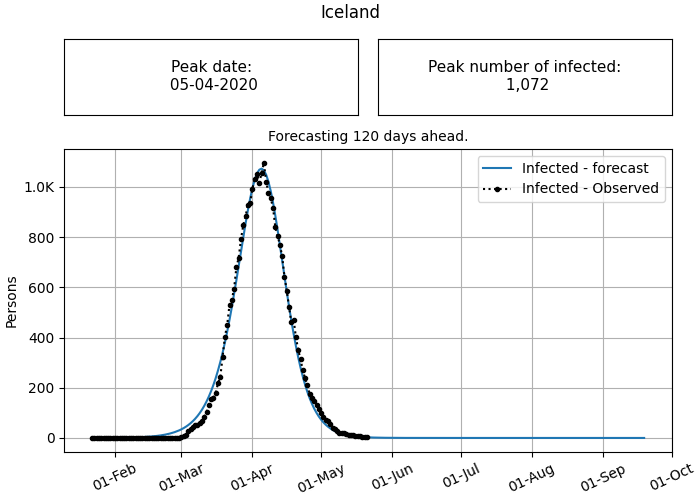 Iceland
Peak date:
05-04-2020
Peak number of infected:
1,072
Forecasting 120 days ahead.
Infected - forecast
Infected - Observed
Persons
1.0K
800
600
400
200
0
01-Feb
01-Mar
01-Apr
01-May
01-Jun
01-Jul
01-Aug
01-Sep
01-Oct